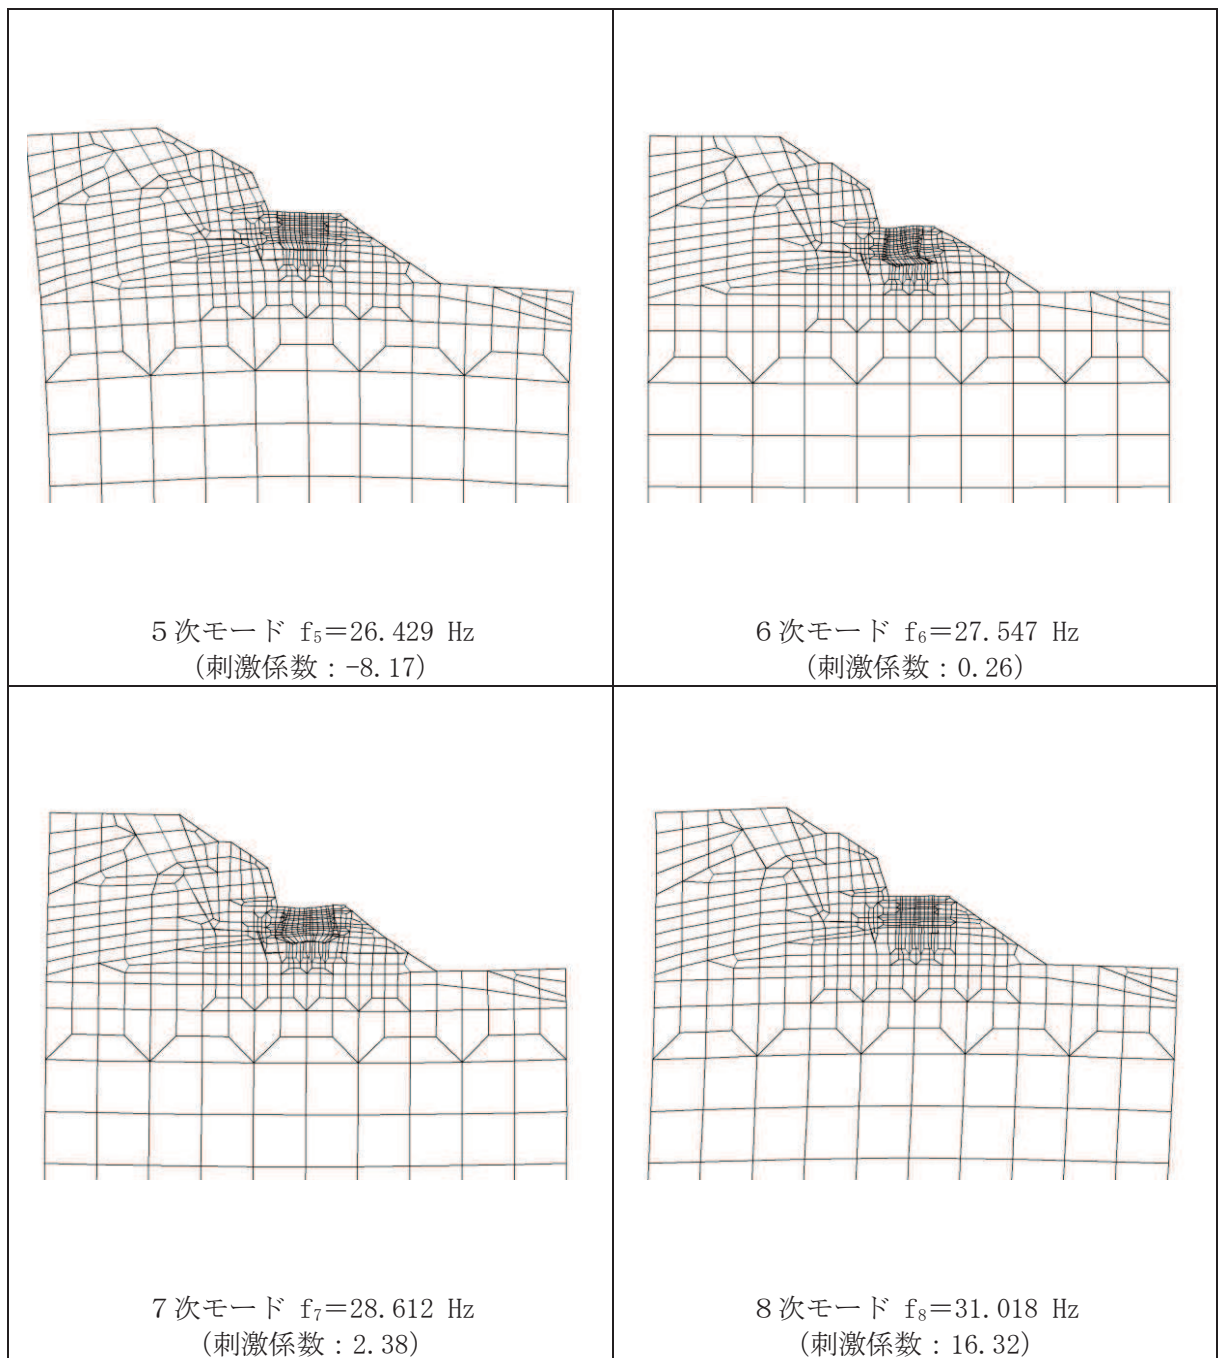 5次モード f₅=26.429 Hz
(刺激係数:-8.17)
6次モード f₆=27.547 Hz
(刺激係数:0.26)
7次モード f₇=28.612 Hz
(刺激係数:2.38)
8次モード f₈=31.018 Hz
(刺激係数:16.32)